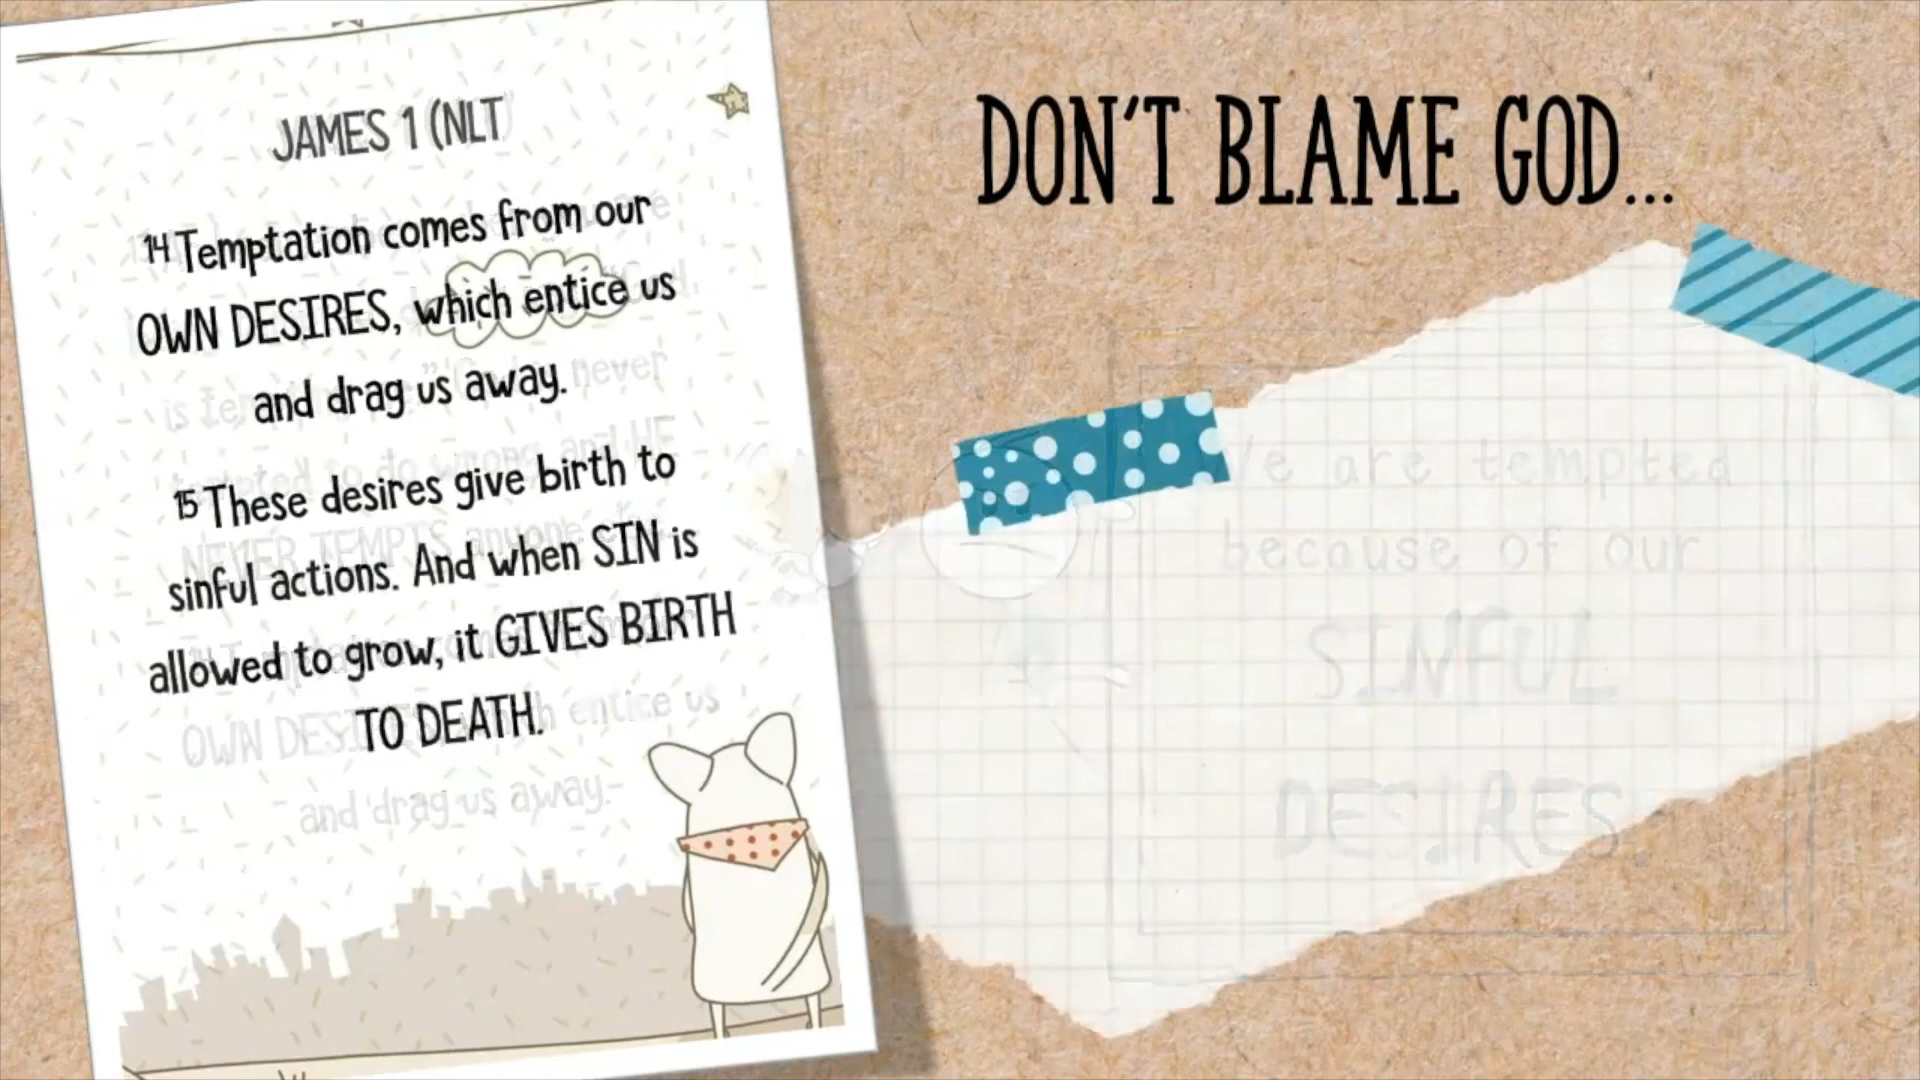 JAMES 1 (NLT
14 Temptation comes from our
OWN DESIRES, which entice us
and drag us away.
15 These desires give birth to
sinful actions. And when SIN is
allowed to grow, it GIVES BIRTH
TO DEATH.
DON'T BLAME GOD...
We are tempted
because of our
SINFUL
DESIRES.